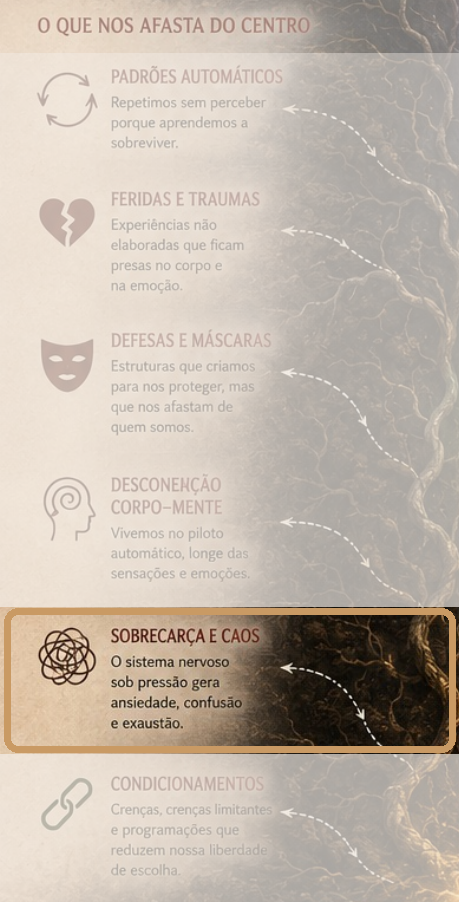 O QUE NOS AFASTA DO CENTRO
PADRÕES AUTOMÁTICOS
Repetimos sem perceber
porque aprendemos a
sobreviver.
FERIDAS E TRAUMAS
Experiências não
elaboradas que ficam
presas no corpo e
na emoção.
DEFESAS E MÁSCARAS
Estruturas que criamos
para nos proteger, mas
que nos afastam de
quem somos.
DESCONENÇÃO
CORPO–MENTE
Vivemos no piloto
automático, longe das
sensações e emoções.
SOBRECARÇA E CAOS
O sistema nervoso
sob pressão gera
ansiedade, confusão
e exaustão.
CONDICIONAMENTOS
Crenças, crenças limitantes
e programações que
reduzem nossa liberdade
de escolha.